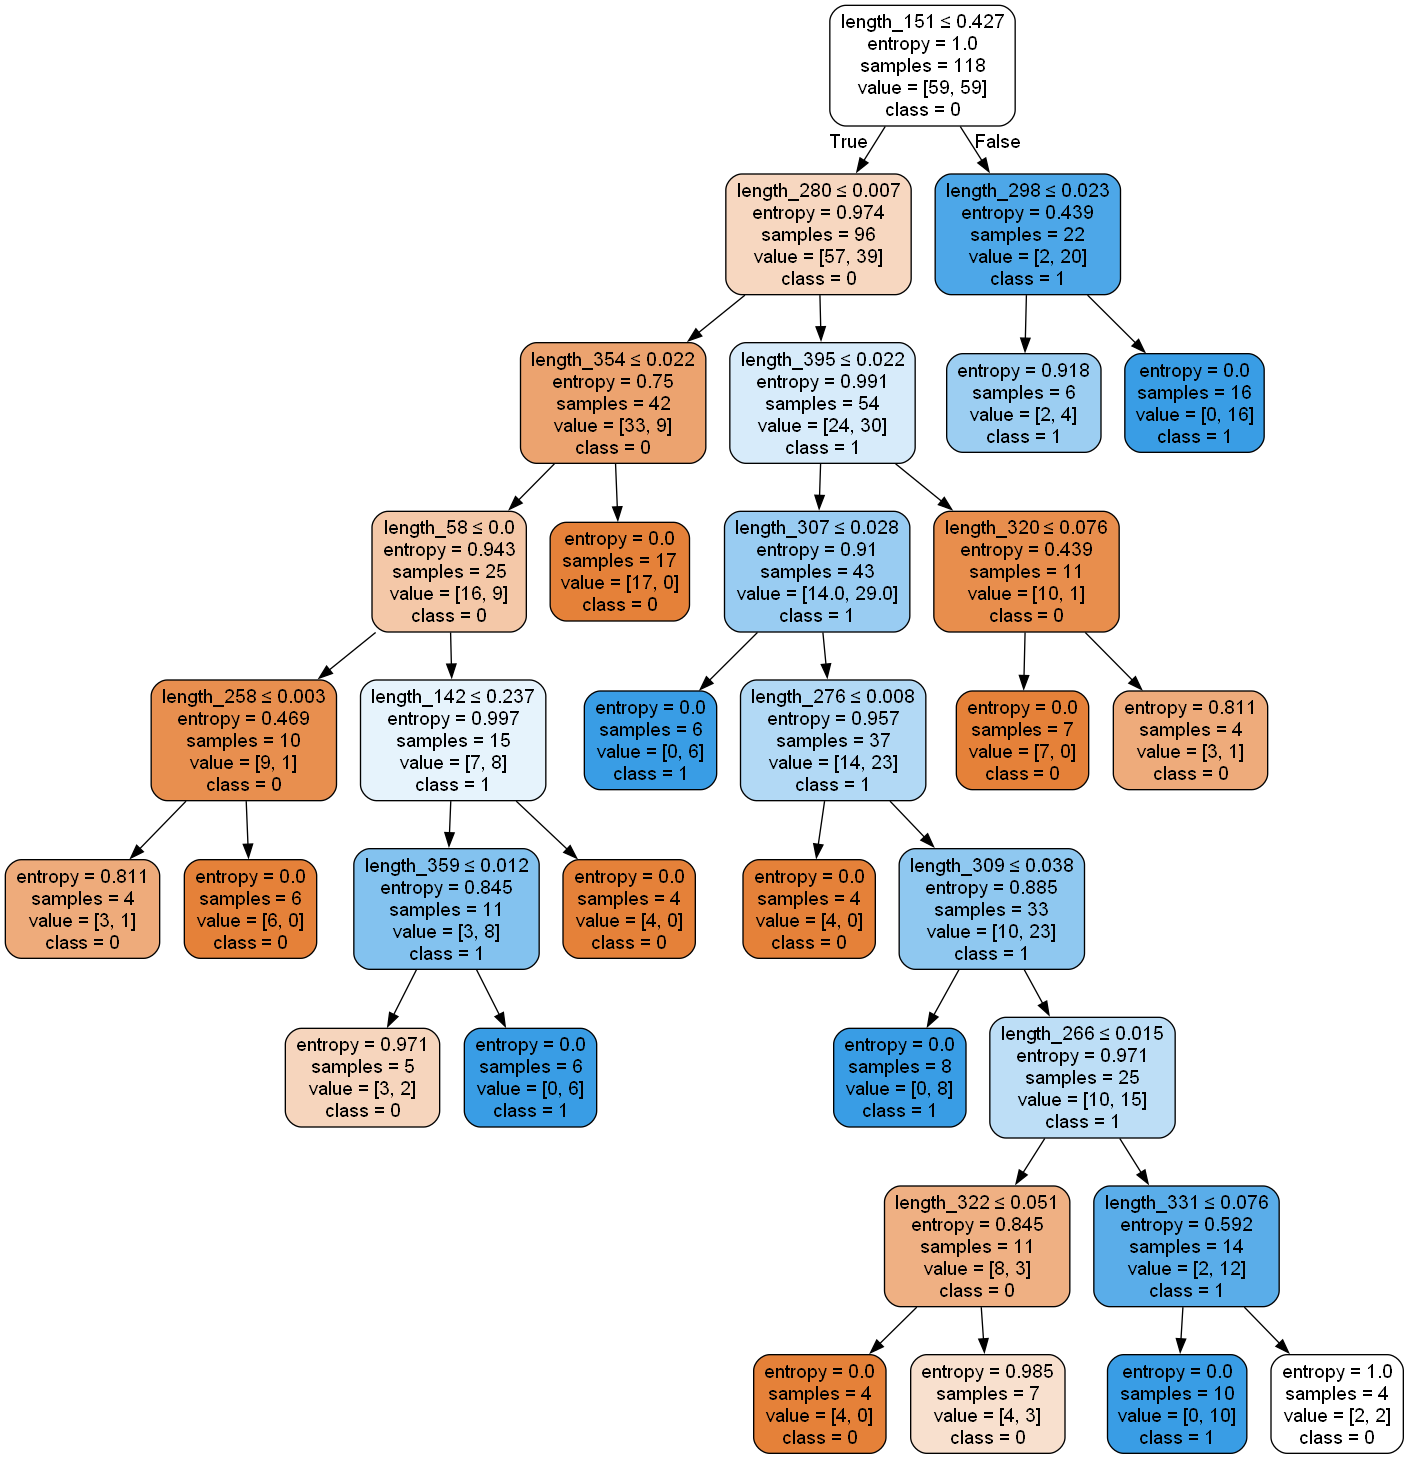 length_151 ≤ 0.427
entropy = 1.0
samples = 118
value = [59, 59]
class = 0
True
False
length_280 ≤ 0.007
entropy = 0.974
samples = 96
value = [57, 39]
class = 0
length_298 ≤ 0.023
entropy = 0.439
samples = 22
value = [2, 20]
class = 1
length_354 ≤ 0.022
entropy = 0.75
samples = 42
value = [33, 9]
class = 0
length_395 ≤ 0.022
entropy = 0.991
samples = 54
value = [24, 30]
class = 1
entropy = 0.918
samples = 6
value = [2, 4]
class = 1
entropy = 0.0
samples = 16
value = [0, 16]
class = 1
length_58 ≤ 0.0
entropy = 0.943
samples = 25
value = [16, 9]
class = 0
entropy = 0.0
samples = 17
value = [17, 0]
class = 0
length_307 ≤ 0.028
entropy = 0.91
samples = 43
value = [14.0, 29.0]
class = 1
length_320 ≤ 0.076
entropy = 0.439
samples = 11
value = [10, 1]
class = 0
length_258 ≤ 0.003
entropy = 0.469
samples = 10
value = [9, 1]
class = 0
length_142 ≤ 0.237
entropy = 0.997
samples = 15
value = [7, 8]
class = 1
entropy = 0.0
samples = 6
value = [0, 6]
class = 1
length_276 ≤ 0.008
entropy = 0.957
samples = 37
value = [14, 23]
class = 1
entropy = 0.0
samples = 7
value = [7, 0]
class = 0
entropy = 0.811
samples = 4
value = [3, 1]
class = 0
entropy = 0.811
samples = 4
value = [3, 1]
class = 0
entropy = 0.0
samples = 6
value = [6, 0]
class = 0
length_359 ≤ 0.012
entropy = 0.845
samples = 11
value = [3, 8]
class = 1
entropy = 0.0
samples = 4
value = [4, 0]
class = 0
entropy = 0.0
samples = 4
value = [4, 0]
class = 0
length_309 ≤ 0.038
entropy = 0.885
samples = 33
value = [10, 23]
class = 1
entropy = 0.971
samples = 5
value = [3, 2]
class = 0
entropy = 0.0
samples = 6
value = [0, 6]
class = 1
entropy = 0.0
samples = 8
value = [0, 8]
class = 1
length_266 ≤ 0.015
entropy = 0.971
samples = 25
value = [10, 15]
class = 1
length_322 ≤ 0.051
entropy = 0.845
samples = 11
value = [8, 3]
class = 0
length_331 ≤ 0.076
entropy = 0.592
samples = 14
value = [2, 12]
class = 1
entropy = 0.0
samples = 4
value = [4, 0]
class = 0
entropy = 0.985
samples = 7
value = [4, 3]
class = 0
entropy = 0.0
samples = 10
value = [0, 10]
class = 1
entropy = 1.0
samples = 4
value = [2, 2]
class = 0